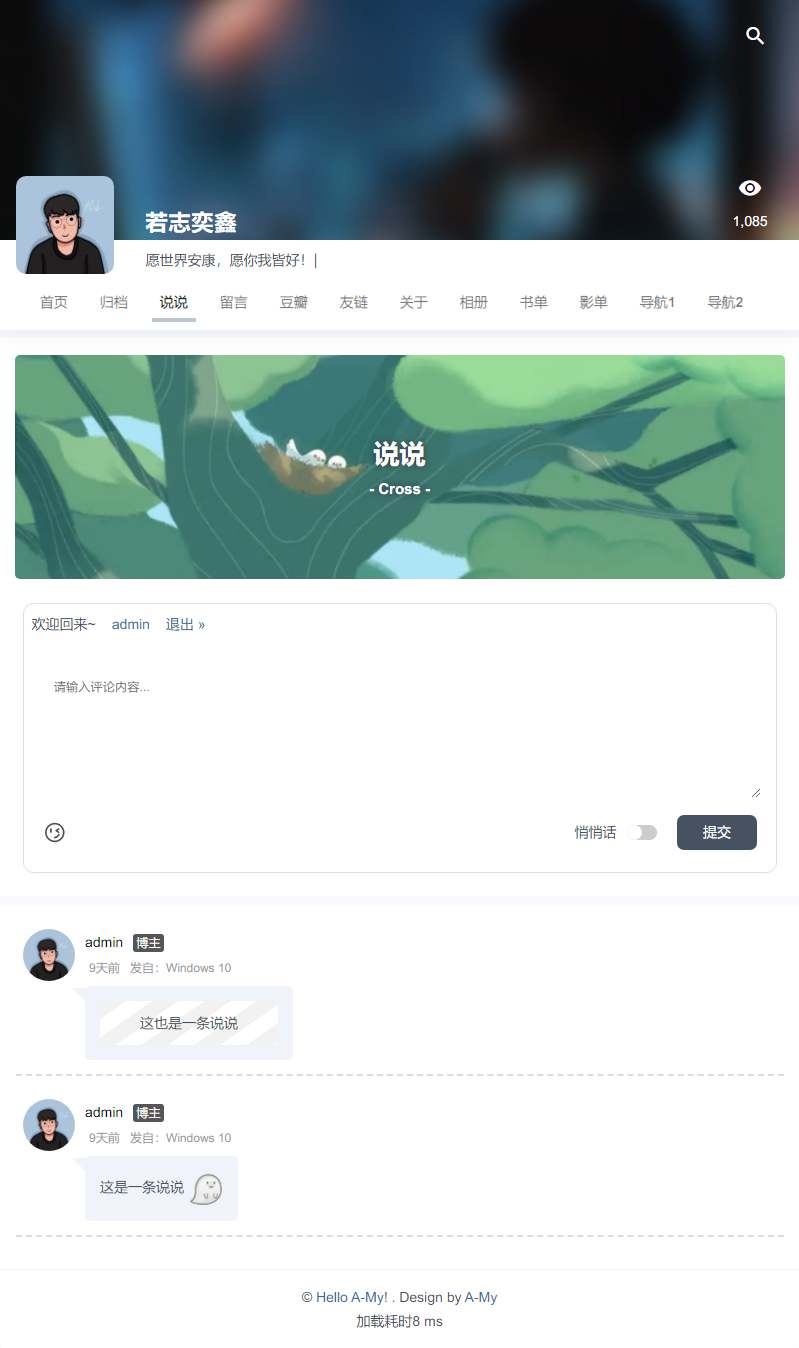 1,085
若志奕鑫
愿世界安康，愿你我皆好！|
首页 归档 说说 留言 豆瓣 友链 关于 相册 书单 影单 导航1 导航2
说说
- Cross -
欢迎回来~ admin 退出 »
请输入评论内容...
悄悄话 提交
admin 博主
9天前 发自：Windows 10
这也是一条说说
admin 博主
9天前 发自：Windows 10
这是一条说说
© Hello A-My! . Design by A-My
加载耗时8 ms